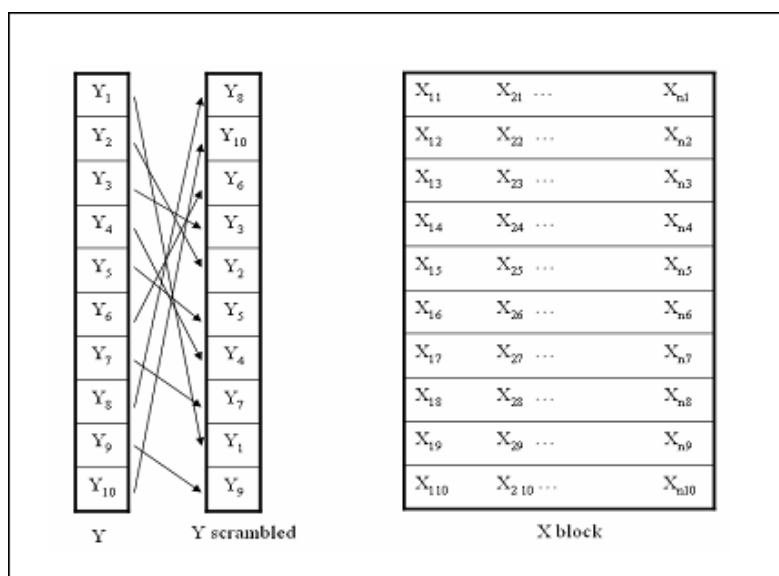 Y₁ Y₈ X₁₁ X₂₁ ... Xₙ₁
Y₂ Y₁₀ X₁₂ X₂₂ ... Xₙ₂
Y₃ Y₆ X₁₃ X₂₃ ... Xₙ₃
Y₄ Y₃ X₁₄ X₂₄ ... Xₙ₄
Y₅ Y₂ X₁₅ X₂₅ ... Xₙ₅
Y₆ Y₅ X₁₆ X₂₆ ... Xₙ₆
Y₇ Y₄ X₁₇ X₂₇ ... Xₙ₇
Y₈ Y₇ X₁₈ X₂₈ ... Xₙ₈
Y₉ Y₁ X₁₉ X₂₉ ... Xₙ₉
Y₁₀ Y₉ X₁₁₀ X₂ ₁₀ ... Xₙ₁₀
Y Y scrambled X block